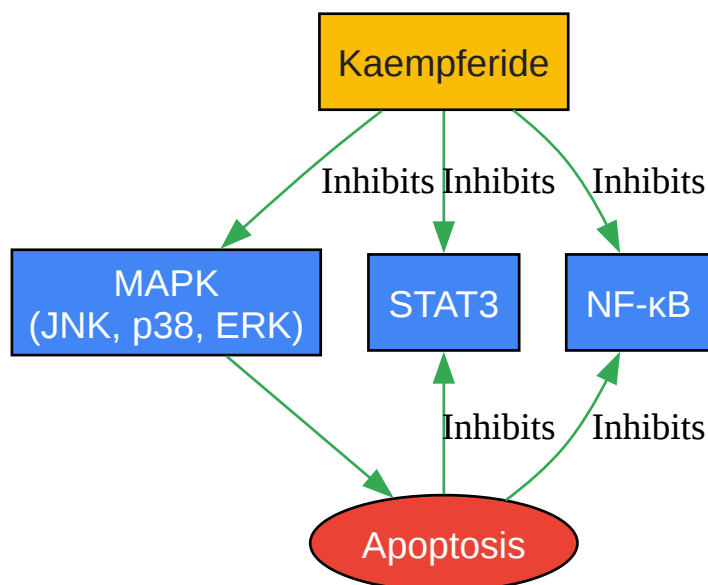 Kaempferide
Inhibits Inhibits Inhibits
MAPK
(JNK, p38, ERK)
STAT3
NF-κB
Inhibits Inhibits
Apoptosis